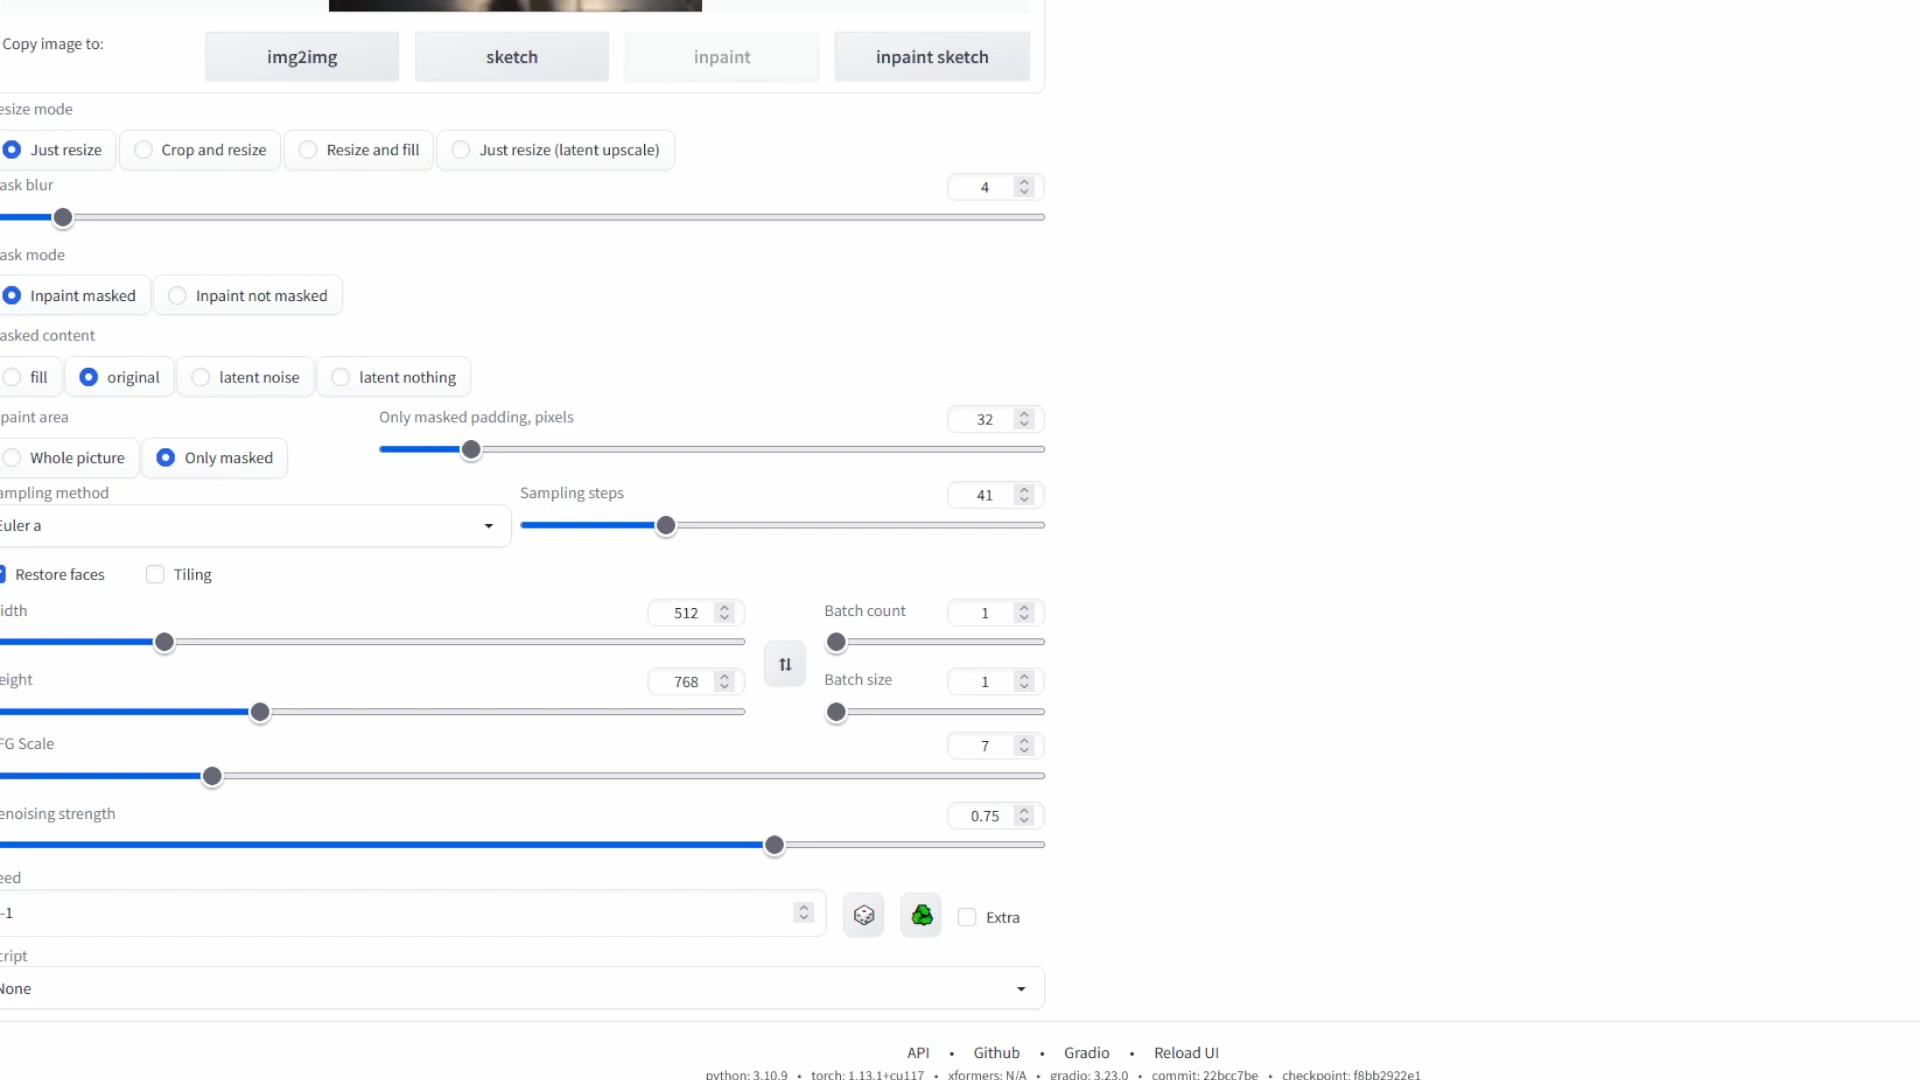 Copy image to:
img2img sketch inpaint inpaint sketch
esize mode
Just resize Crop and resize Resize and fill Just resize (latent upscale)
ask blur 4
ask mode
Inpaint masked Inpaint not masked
asked content
fill original latent noise latent nothing
paint area Only masked padding, pixels 32
Whole picture Only masked
ampling method Sampling steps 41
Euler a
Restore faces Tiling
idth 512 Batch count 1
eight 768 Batch size 1
FG Scale 7
enoising strength 0.75
eed
-1 Extra
cript
None
API • Github • Gradio • Reload UI
python: 3.10.9 • torch: 1.13.1+cu117 • xformers: N/A • gradio: 3.23.0 • commit: 22bcc7be • checkpoint: f8bb2922e1